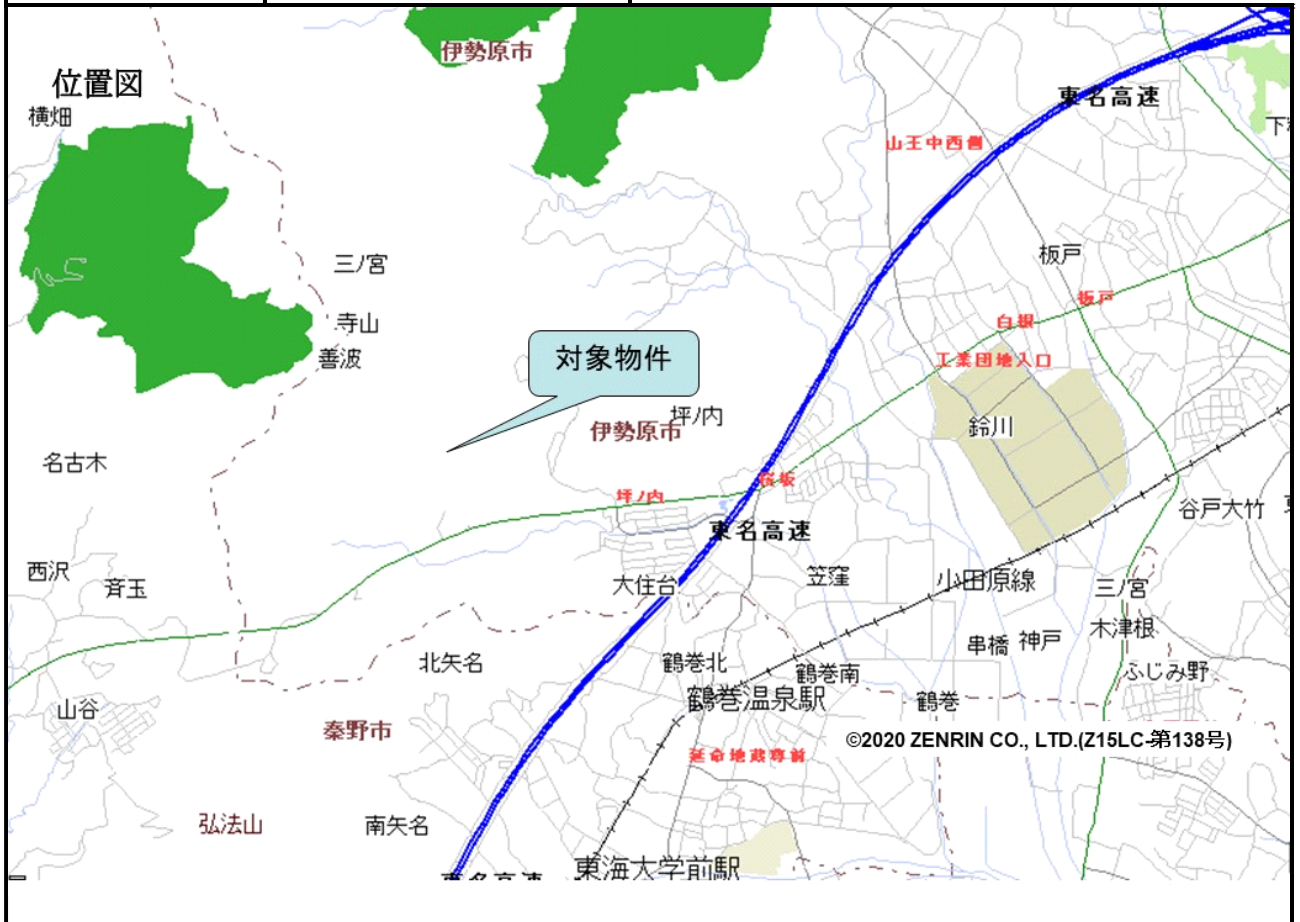 伊勢原市
位置図
東名高速
横畑
下
山王中西側
板戸
三ノ宮
板戸
寺山
白根
対象物件
善波
工業団地入口
坪ノ内
伊勢原市
鈴川
名古木
桜坂
坪ノ内
谷戸大竹
東名高速
西沢
笠窪
斉玉
大住台
小田原線
三ノ宮
木津根
串橋
神戸
北矢名
鶴巻北
鶴巻南
ふじみ野
鶴巻温泉駅
鶴巻
山谷
秦野市
©2020 ZENRIN CO., LTD.(Z15LC-第138号)
延命地蔵尊前
弘法山
南矢名
東海大学前駅
東名高速